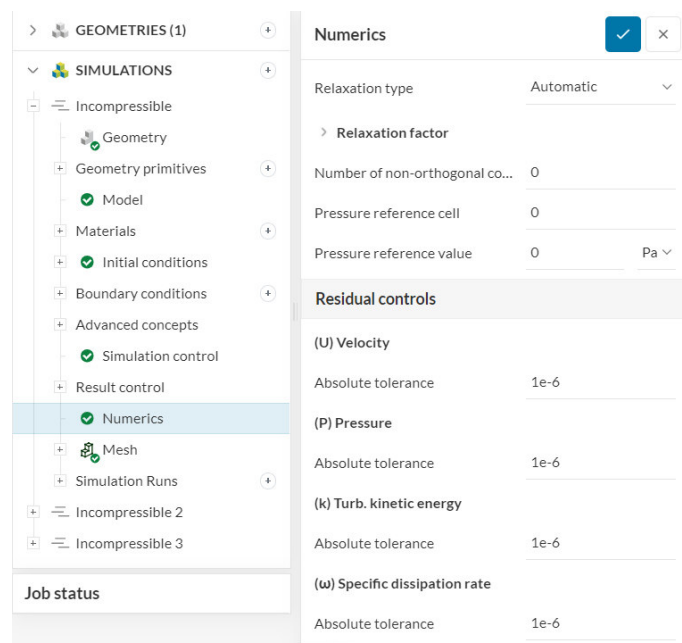 GEOMETRIES (1)
SIMULATIONS
Incompressible
Geometry
Geometry primitives
Model
Materials
Initial conditions
Boundary conditions
Advanced concepts
Simulation control
Result control
Numerics
Mesh
Simulation Runs
Incompressible 2
Incompressible 3
Job status
Numerics
Relaxation type Automatic
Relaxation factor
Number of non-orthogonal co... 0
Pressure reference cell 0
Pressure reference value 0 Pa
Residual controls
(U) Velocity
Absolute tolerance 1e-6
(P) Pressure
Absolute tolerance 1e-6
(k) Turb. kinetic energy
Absolute tolerance 1e-6
(ω) Specific dissipation rate
Absolute tolerance 1e-6